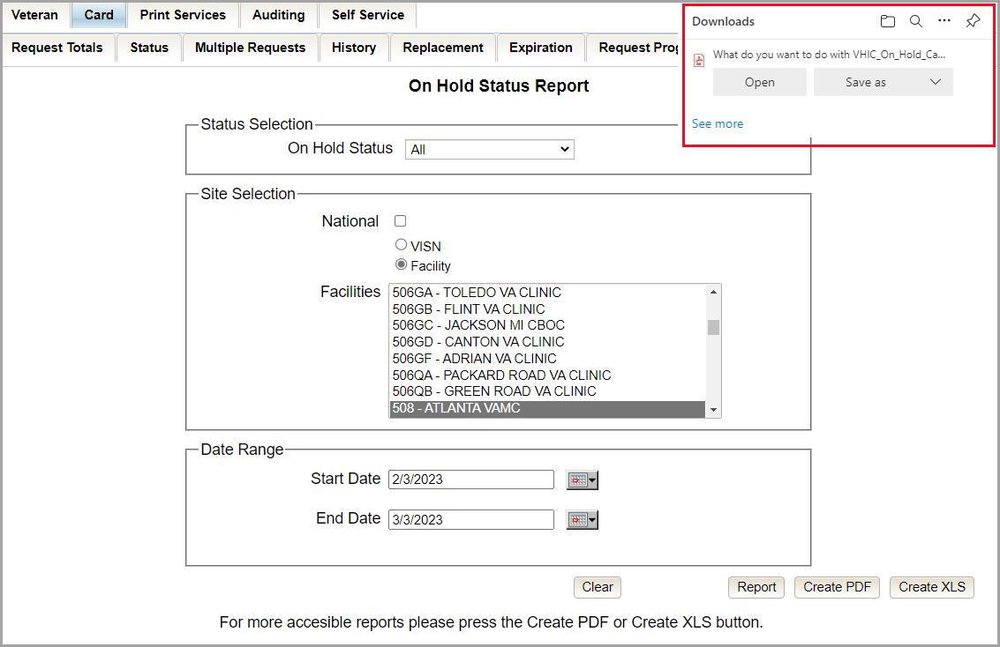 Veteran Card Print Services Auditing Self Service
Request Totals Status Multiple Requests History Replacement Expiration Request Prog
Downloads
What do you want to do with VHIC_On_Hold_Ca...
Open Save as
See more
On Hold Status Report
Status Selection
On Hold Status All
Site Selection
National
VISN
Facility
Facilities
506GA - TOLEDO VA CLINIC
506GB - FLINT VA CLINIC
506GC - JACKSON MI CBOC
506GD - CANTON VA CLINIC
506GF - ADRIAN VA CLINIC
506QA - PACKARD ROAD VA CLINIC
506QB - GREEN ROAD VA CLINIC
508 - ATLANTA VAMC
Date Range
Start Date 2/3/2023
End Date 3/3/2023
Clear Report Create PDF Create XLS
For more accesible reports please press the Create PDF or Create XLS button.